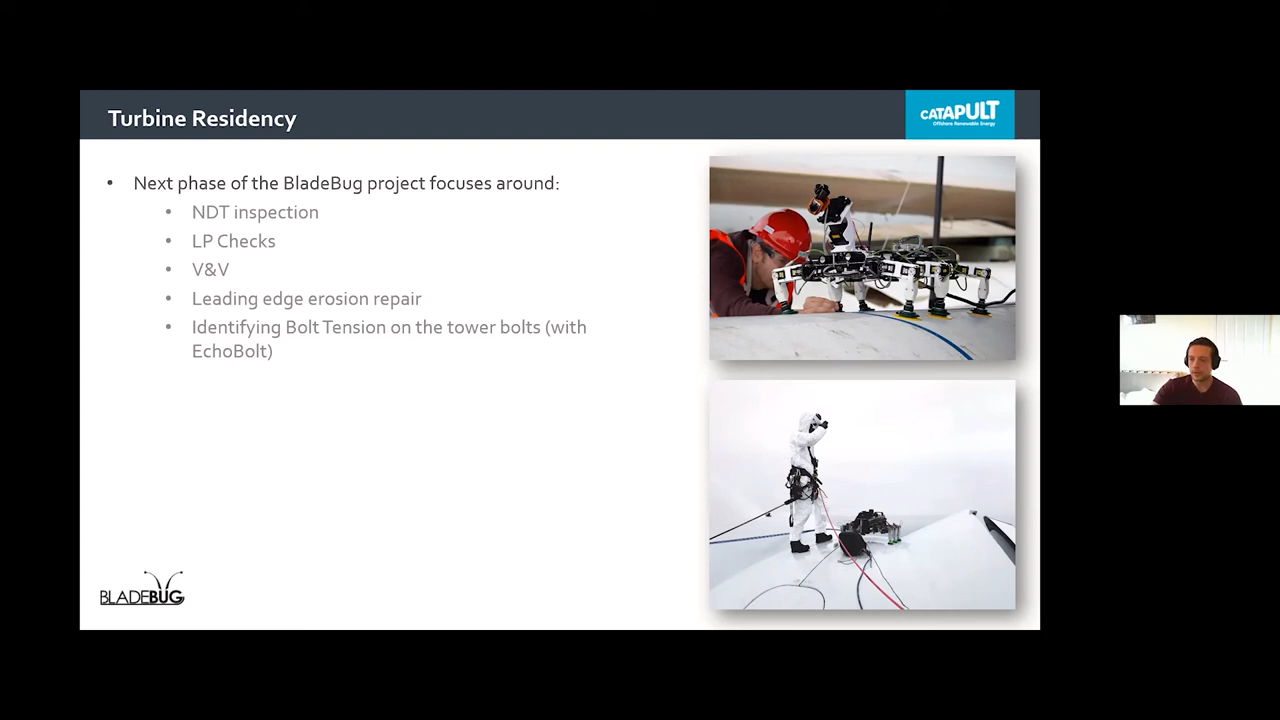 Turbine Residency
CATAPULT
Offshore Renewable Energy
• Next phase of the BladeBug project focuses around:
• NDT inspection
• LP Checks
• V&V
• Leading edge erosion repair
• Identifying Bolt Tension on the tower bolts (with
EchoBolt)
BLADEBUG